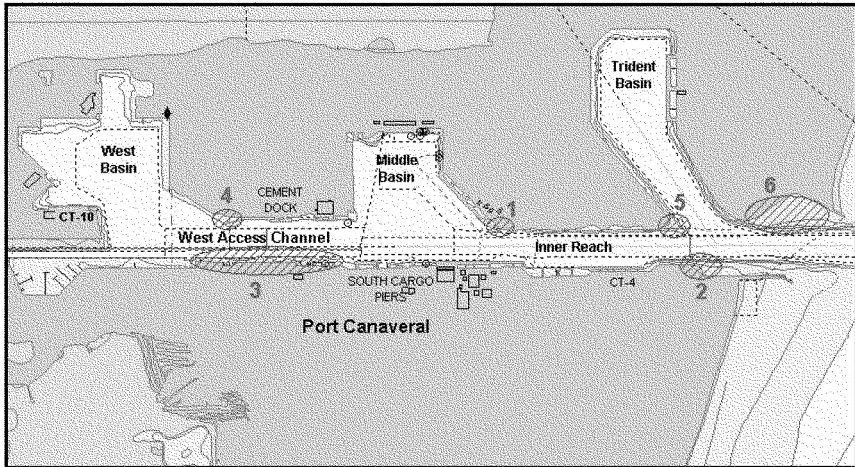 Trident
Basin
West
Basin
Middle
Basin
CEMENT
DOCK
4
1
5
6
CT-10
West Access Channel
Inner Reach
3
SOUTH CARGO
PIERS
CT-4
2
Port Canaveral